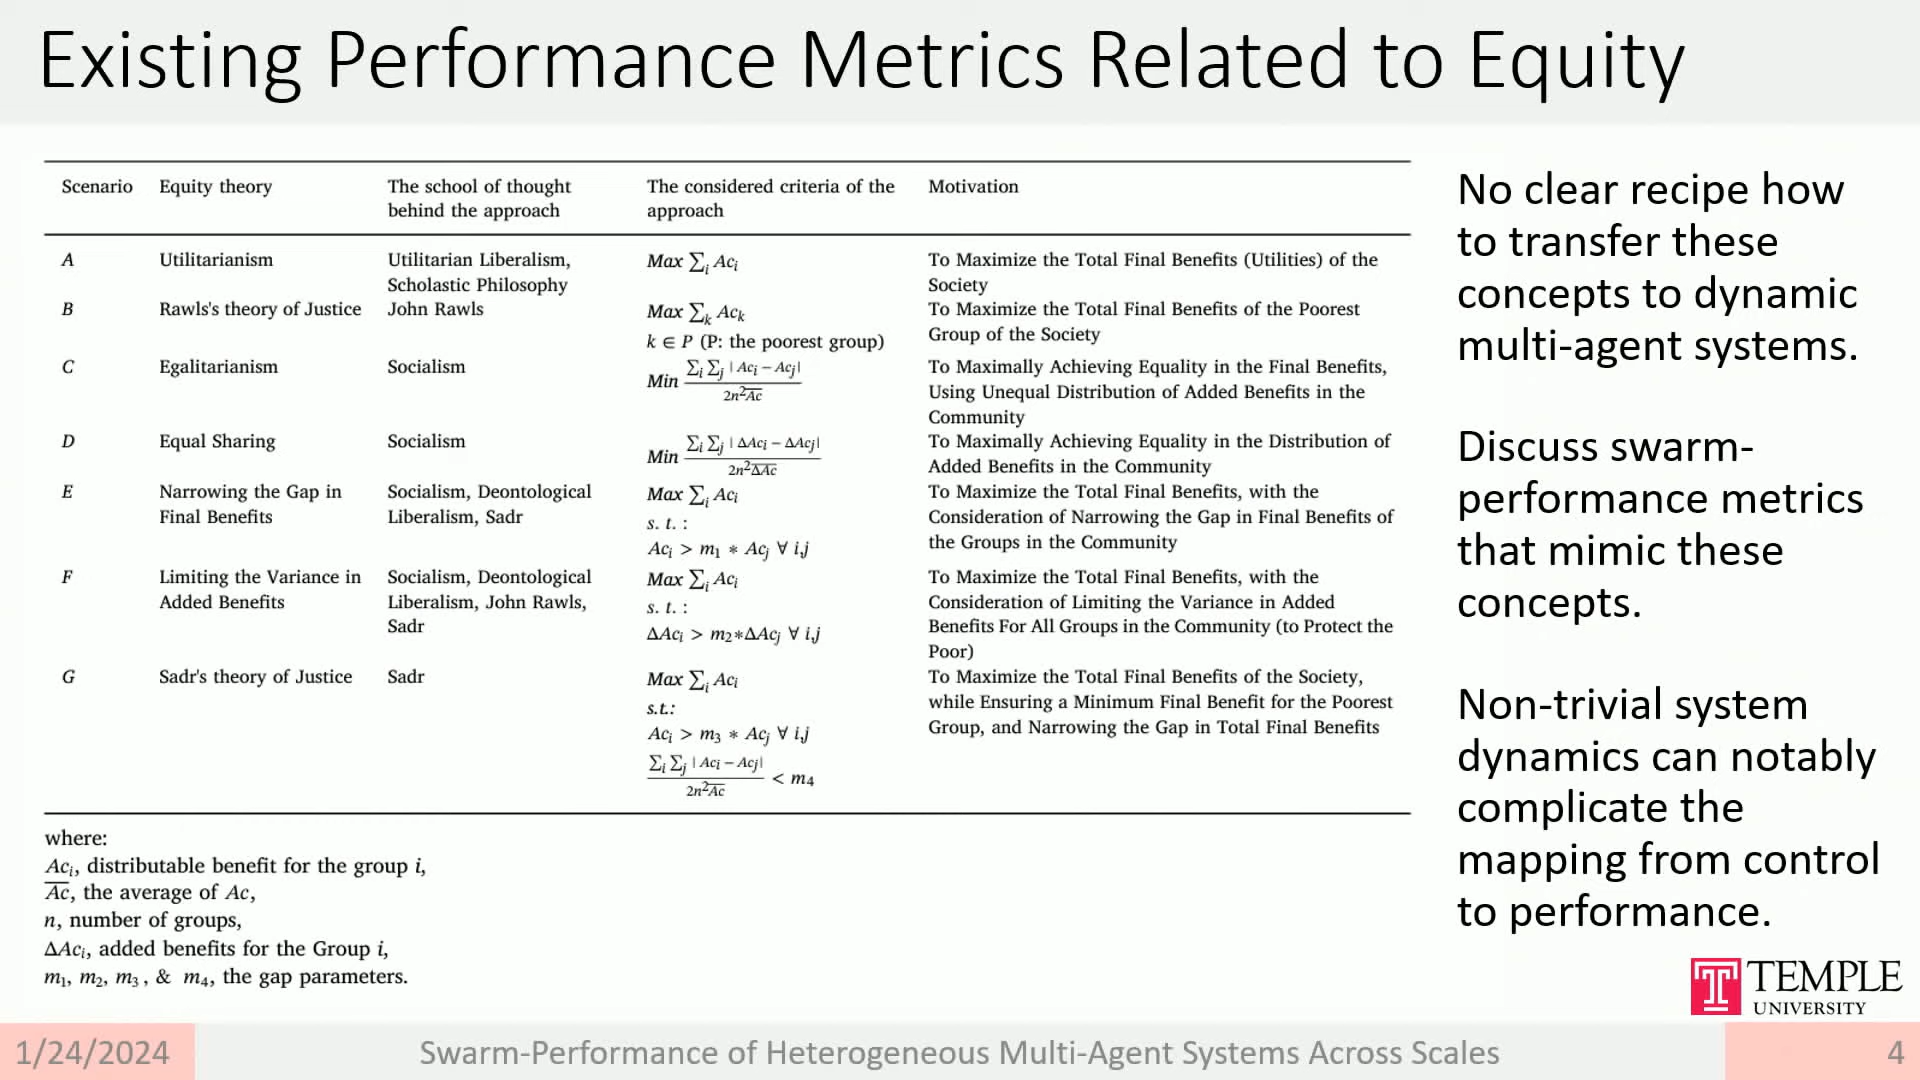 Existing Performance Metrics Related to Equity
Scenario Equity theory The school of thought behind the approach The considered criteria of the approach Motivation
A Utilitarianism Utilitarian Liberalism, Scholastic Philosophy Max ∑i Aci To Maximize the Total Final Benefits (Utilities) of the Society
B Rawls's theory of Justice John Rawls Max ∑k Ack k ∈ P (P: the poorest group) To Maximize the Total Final Benefits of the Poorest Group of the Society
C Egalitarianism Socialism Min ∑i ∑j | Aci − Acj| / 2n²A̅c̅ To Maximally Achieving Equality in the Final Benefits, Using Unequal Distribution of Added Benefits in the Community
D Equal Sharing Socialism Min ∑i ∑j | ΔAci − ΔAcj| / 2n²Δ̅A̅c̅ To Maximally Achieving Equality in the Distribution of Added Benefits in the Community
E Narrowing the Gap in Final Benefits Socialism, Deontological Liberalism, Sadr Max ∑i Aci s. t. : Aci > m1 * Acj ∀ i,j To Maximize the Total Final Benefits, with the Consideration of Narrowing the Gap in Final Benefits of the Groups in the Community
F Limiting the Variance in Added Benefits Socialism, Deontological Liberalism, John Rawls, Sadr Max ∑i Aci s. t. : ΔAci > m2*ΔAcj ∀ i,j To Maximize the Total Final Benefits, with the Consideration of Limiting the Variance in Added Benefits For All Groups in the Community (to Protect the Poor)
G Sadr's theory of Justice Sadr Max ∑i Aci s.t.: Aci > m3 * Acj ∀ i,j ∑i ∑j | Aci − Acj| / 2n²A̅c̅ < m4 To Maximize the Total Final Benefits of the Society, while Ensuring a Minimum Final Benefit for the Poorest Group, and Narrowing the Gap in Total Final Benefits
where:
Aci, distributable benefit for the group i,
A̅c̅, the average of Ac,
n, number of groups,
ΔAci, added benefits for the Group i,
m1, m2, m3 , & m4, the gap parameters.
No clear recipe how
to transfer these
concepts to dynamic
multi-agent systems.
Discuss swarm-
performance metrics
that mimic these
concepts.
Non-trivial system
dynamics can notably
complicate the
mapping from control
to performance.
TEMPLE
UNIVERSITY
1/24/2024
Swarm-Performance of Heterogeneous Multi-Agent Systems Across Scales
4